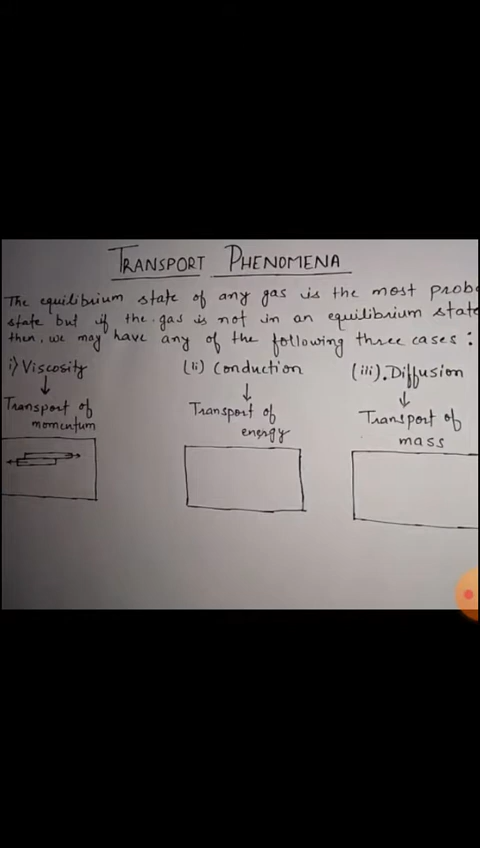 TRANSPORT PHENOMENA
The equilibrium state of any gas is the most
state but if the gas is not in an equilibrium
then, we may have any of the following three cases:
i) Viscosity (ii) Conduction (iii). Diffusion
Transport of momentum
Transport of energy
Transport of mass